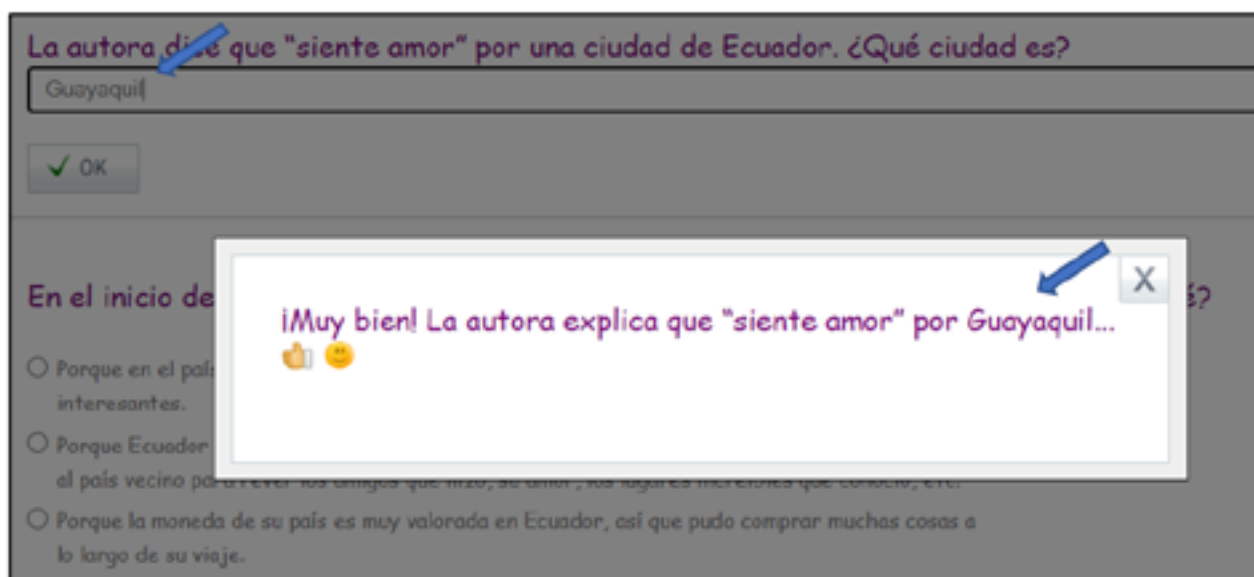 La autora dice que “siente amor” por una ciudad de Ecuador. ¿Qué ciudad es?
Guayaquil
OK
X
En el inicio de
é?
¡Muy bien! La autora explica que “siente amor” por Guayaquil...
Porque en el país
interesantes.
Porque Ecuador
al país vecino para rever los amigos que hizo, su amor, los lugares increíbles que conoció, etc.
Porque la moneda de su país es muy valorada en Ecuador, así que pudo comprar muchas cosas a
lo largo de su viaje.